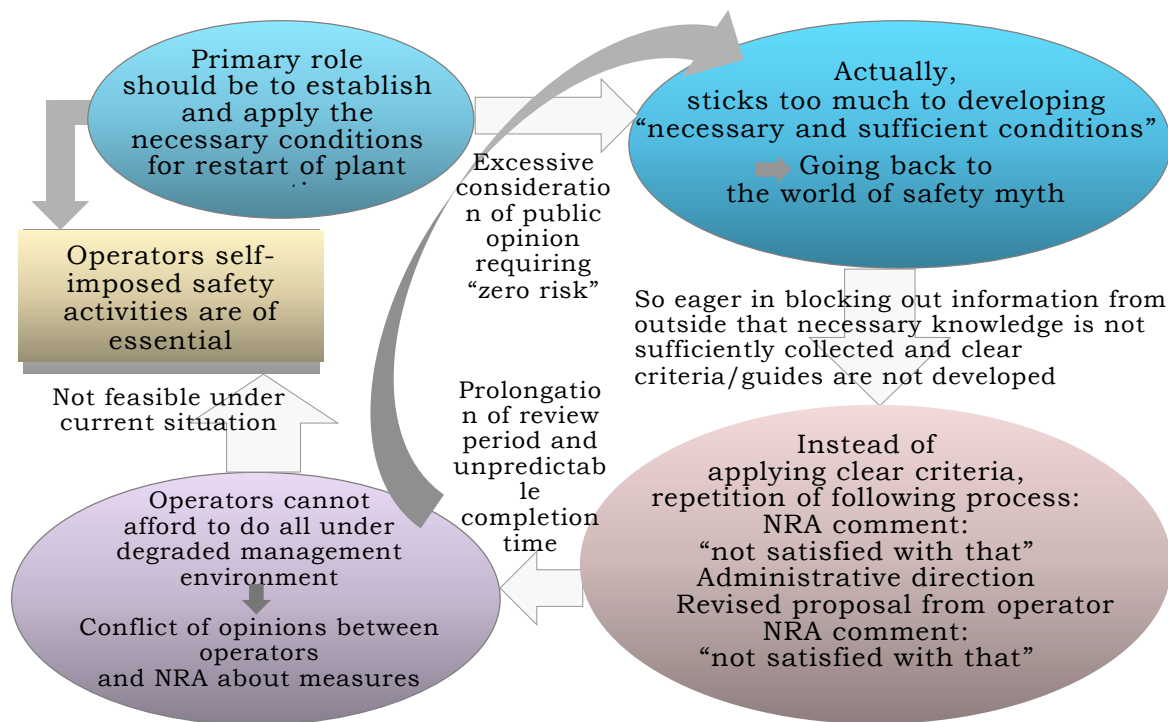 Primary role
should be to establish
and apply the
necessary conditions
for restart of plant
Actually,
sticks too much to developing
“necessary and sufficient conditions”
Going back to
the world of safety myth
Excessive
consideratio
n of public
opinion
requiring
“zero risk”
Operators self-
imposed safety
activities are of
essential
So eager in blocking out information from
outside that necessary knowledge is not
sufficiently collected and clear
criteria/guides are not developed
Not feasible under
current situation
Prolongatio
n of review
period and
unpredictab
le
completion
time
Instead of
applying clear criteria,
repetition of following process:
NRA comment:
“not satisfied with that”
Administrative direction
Revised proposal from operator
NRA comment:
“not satisfied with that”
Operators cannot
afford to do all under
degraded management
environment
Conflict of opinions between
operators
and NRA about measures